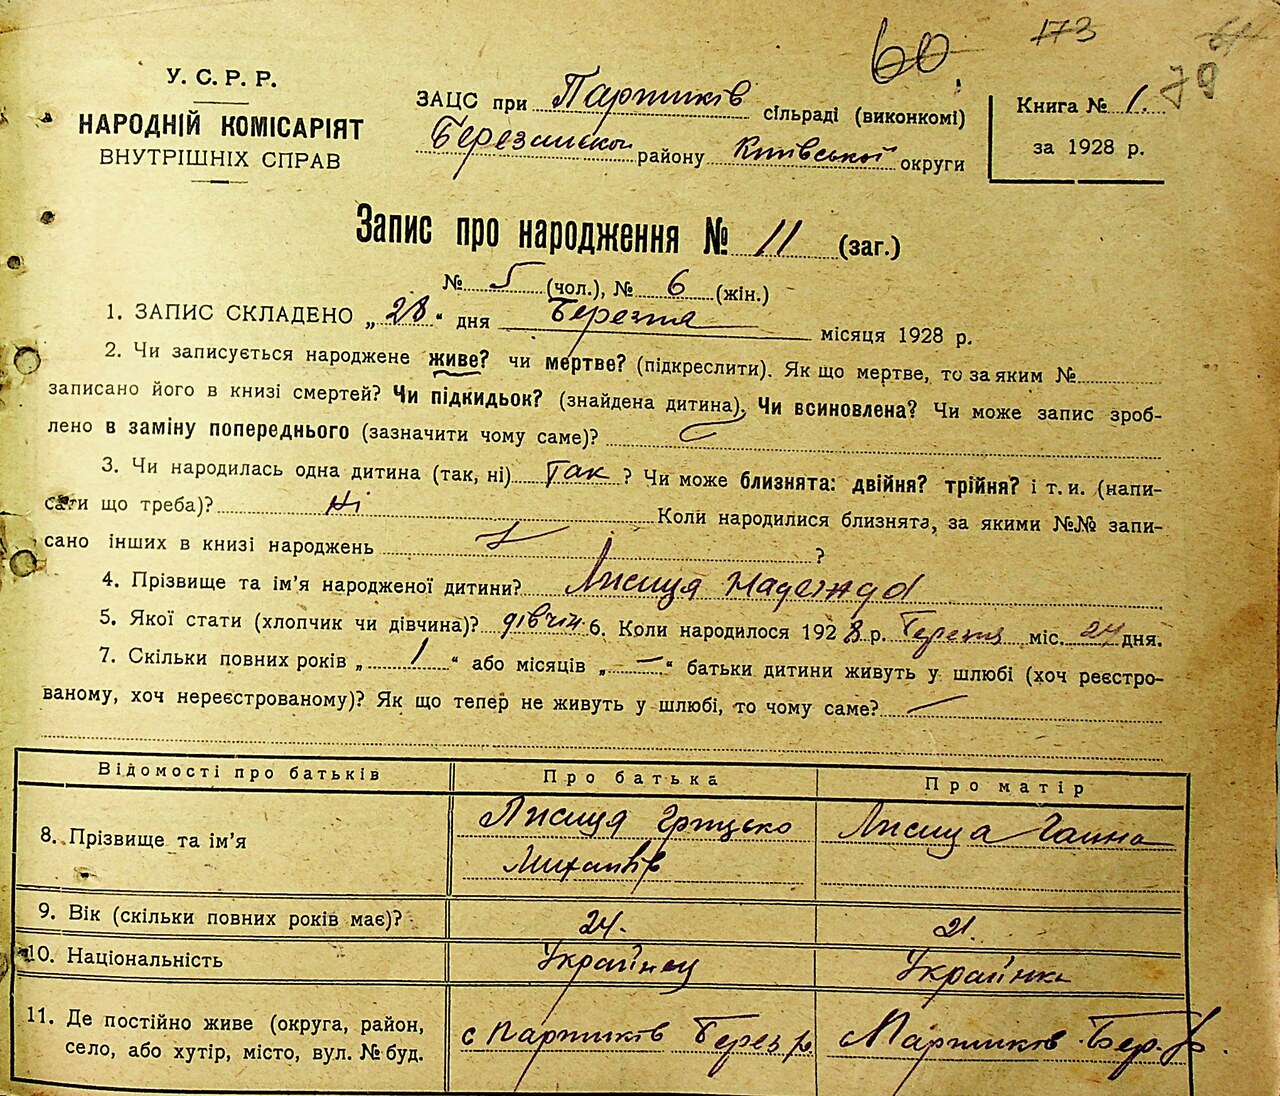 60
173
61
79
У. С. Р. Р.
НАРОДНІЙ КОМІСАРІЯТ
ВНУТРІШНІХ СПРАВ
ЗАЦС при Партиків сільраді (виконкомі)
району Київської округи
Книга № 1.
за 1928 р.
Запис про народження № 11 (заг.)
№ 5 (чол.), № 6 (жін.)
1. ЗАПИС СКЛАДЕНО „28“ дня Березня місяця 1928 р.
2. Чи записується народжене живе? чи мертве? (підкреслити). Як що мертве, то за яким №
записано його в книзі смертей? Чи підкидьок? (знайдена дитина), Чи всиновлена? Чи може запис зроб-
лено в заміну попереднього (зазначити чому саме)?
3. Чи народилась одна дитина (так, ні) Так ? Чи може близнята: двійня? трійня? і т. и. (напи-
сати що треба)? Ні Коли народилися близнята, за якими №№ запи-
сано інших в книзі народжень ?
4. Прізвище та ім'я народженої дитини? Лисиця Надежда
5. Якої стати (хлопчик чи дівчина)? дівчин 6. Коли народилося 1928 р. Березня міс. 24 дня.
7. Скільки повних років „ 1 “ або місяців „ — “ батьки дитини живуть у шлюбі (хоч реєстро-
ваному, хоч нереєстрованому)? Як що тепер не живуть у шлюбі, то чому саме? —
Відомості про батьків Про батька Про матір
8. Прізвище та ім'я Лисиця Грицько Лисиця Ганна
Михайлів
9. Вік (скільки повних років має)? 24. 21.
10. Національність Украйнец Украйнка
11. Де постійно живе (округа, район, с Партиків Берез р с Партиків Бер. р
село, або хутір, місто, вул. № буд.